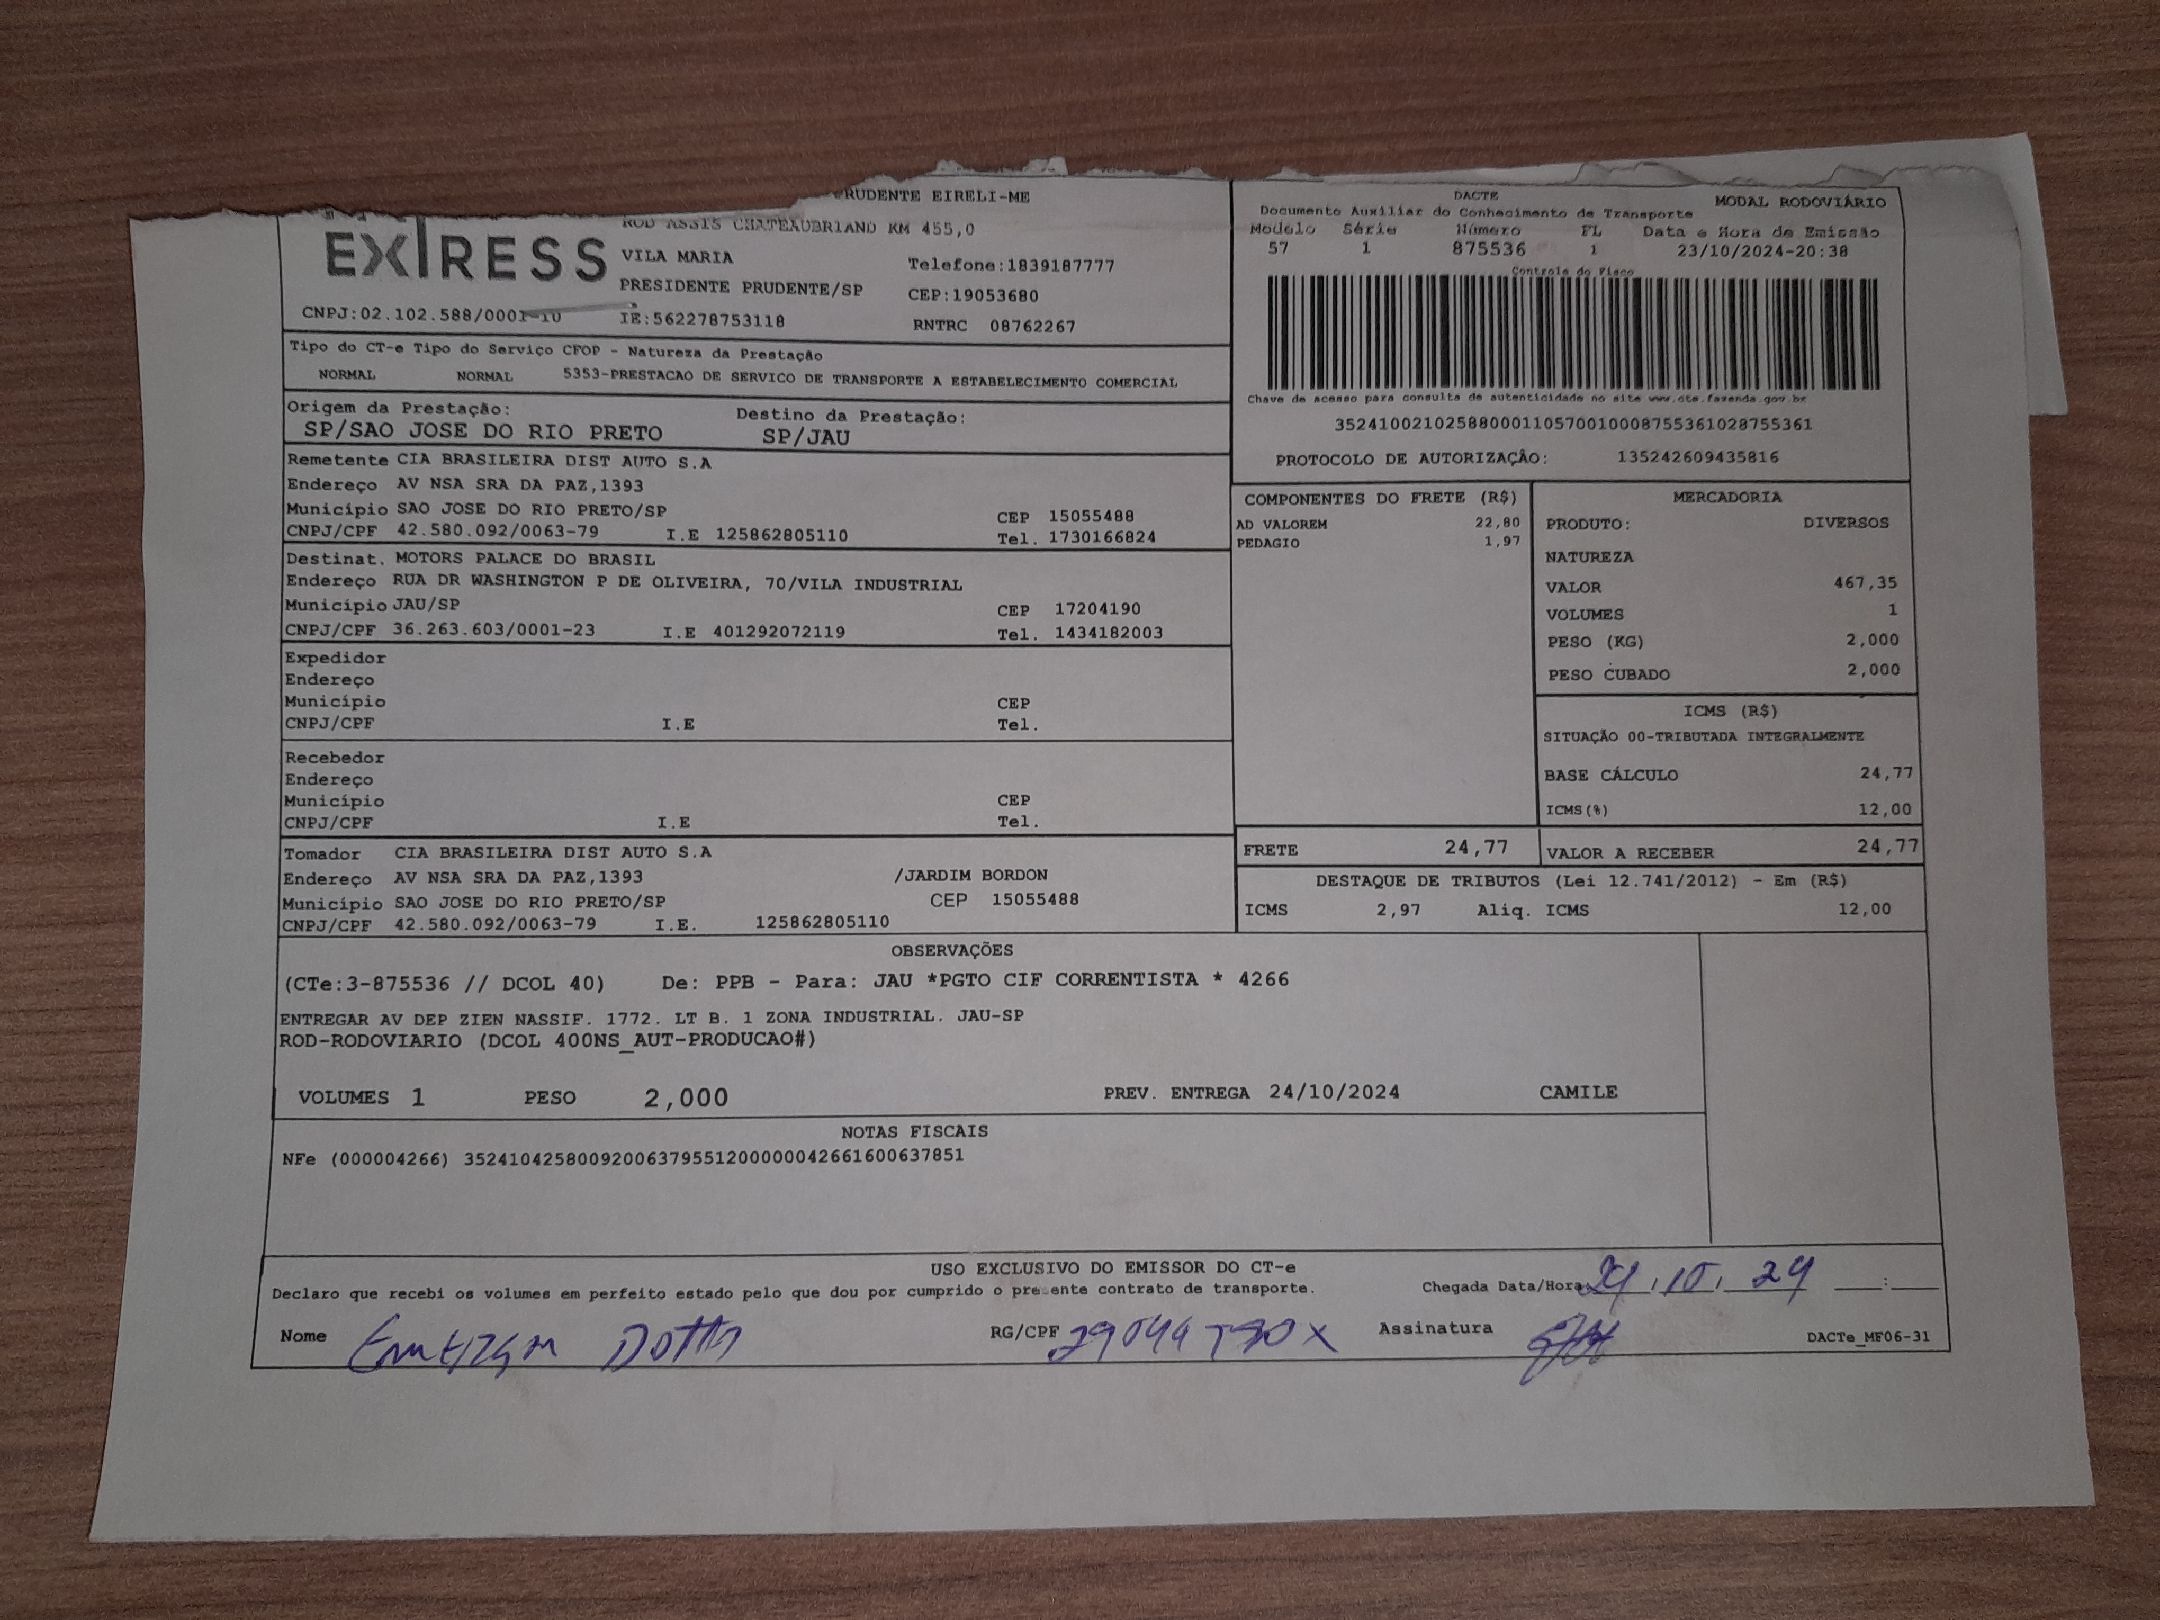 RUDENTE EIRELI-ME
EXPRESS
ROD ASSIS CHATEAUBRIAND KM 455,0
VILA MARIA
Telefone:1839187777
PRESIDENTE PRUDENTE/SP
CEP:19053680
CNPJ:02.102.588/0001-10
IE:562278753118
RNTRC 08762267
DACTE
MODAL RODOVIÁRIO
Documento Auxiliar do Conhecimento de Transporte
Modelo Série Número FL Data e Hora de Emissão
57 1 875536 1 23/10/2024-20:38
Controle do Fisco
Chave de acesso para consulta de autenticidade no site www.cte.fazenda.gov.br
35241002102588000110570010008755361028755361
PROTOCOLO DE AUTORIZAÇÂO: 135242609435816
Tipo do CT-e Tipo do Serviço CFOP - Natureza da Prestação
NORMAL NORMAL 5353-PRESTACAO DE SERVICO DE TRANSPORTE A ESTABELECIMENTO COMERCIAL
Origem da Prestação: Destino da Prestação:
SP/SAO JOSE DO RIO PRETO SP/JAU
Remetente CIA BRASILEIRA DIST AUTO S.A
Endereço AV NSA SRA DA PAZ,1393
Município SAO JOSE DO RIO PRETO/SP CEP 15055488
CNPJ/CPF 42.580.092/0063-79 I.E 125862805110 Tel. 1730166824
Destinat. MOTORS PALACE DO BRASIL
Endereço RUA DR WASHINGTON P DE OLIVEIRA, 70/VILA INDUSTRIAL
Município JAU/SP CEP 17204190
CNPJ/CPF 36.263.603/0001-23 I.E 401292072119 Tel. 1434182003
Expedidor
Endereço
Município CEP
CNPJ/CPF I.E Tel.
Recebedor
Endereço
Município CEP
CNPJ/CPF I.E Tel.
Tomador CIA BRASILEIRA DIST AUTO S.A
Endereço AV NSA SRA DA PAZ,1393 /JARDIM BORDON
Município SAO JOSE DO RIO PRETO/SP CEP 15055488
CNPJ/CPF 42.580.092/0063-79 I.E. 125862805110
COMPONENTES DO FRETE (R$)
AD VALOREM 22,80
PEDAGIO 1,97
MERCADORIA
PRODUTO: DIVERSOS
NATUREZA
VALOR 467,35
VOLUMES 1
PESO (KG) 2,000
PESO CUBADO 2,000
ICMS (R$)
SITUAÇÃO 00-TRIBUTADA INTEGRALMENTE
BASE CÁLCULO 24,77
ICMS(%) 12,00
FRETE 24,77 VALOR A RECEBER 24,77
DESTAQUE DE TRIBUTOS (Lei 12.741/2012) - Em (R$)
ICMS 2,97 Aliq. ICMS 12,00
OBSERVAÇÕES
(CTe:3-875536 // DCOL 40) De: PPB - Para: JAU *PGTO CIF CORRENTISTA * 4266
ENTREGAR AV DEP ZIEN NASSIF. 1772. LT B. 1 ZONA INDUSTRIAL. JAU-SP
ROD-RODOVIARIO (DCOL 400NS_AUT-PRODUCAO#)
VOLUMES 1 PESO 2,000 PREV. ENTREGA 24/10/2024 CAMILE
NOTAS FISCAIS
NFe (000004266) 35241042580092006379551200000042661600637851
USO EXCLUSIVO DO EMISSOR DO CT-e
Declaro que recebi os volumes em perfeito estado pelo que dou por cumprido o presente contrato de transporte.
Chegada Data/Hora 24/10/24 __:__
Nome RG/CPF Assinatura
DACTe_MF06-31